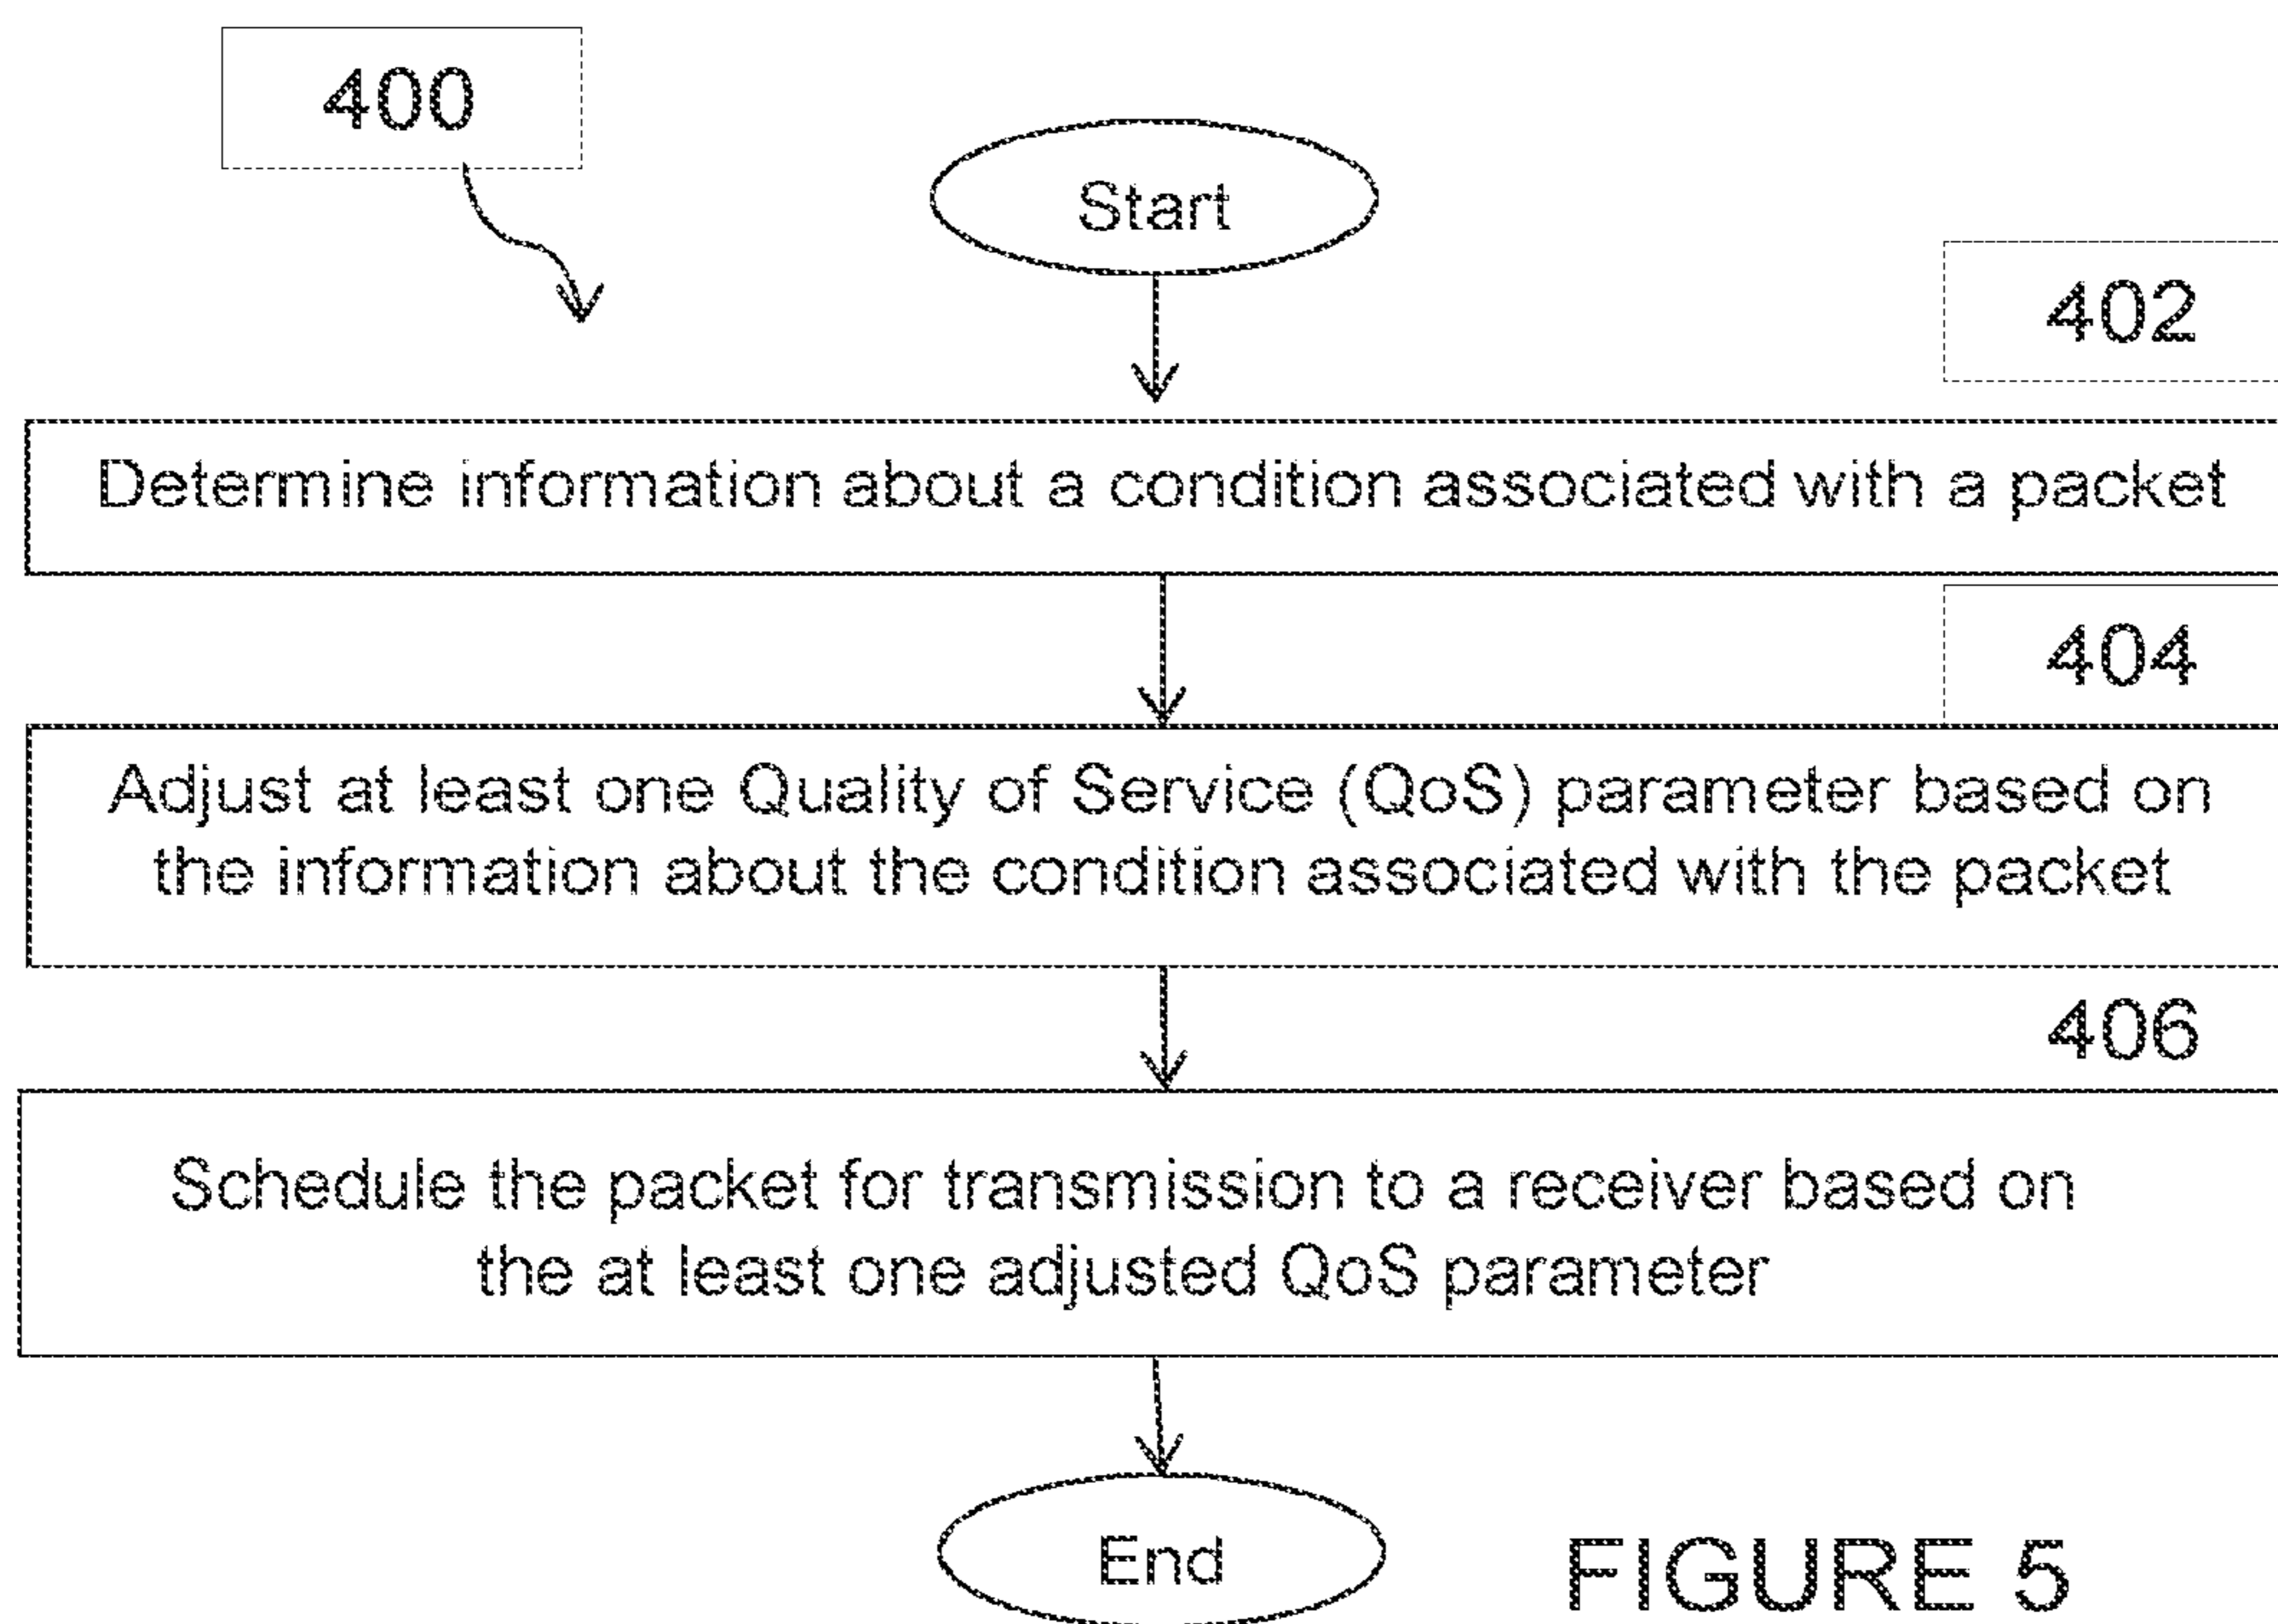 400
Start
402
Determine information about a condition associated with a packet
404
Adjust at least one Quality of Service (QoS) parameter based on
the information about the condition associated with the packet
406
Schedule the packet for transmission to a receiver based on
the at least one adjusted QoS parameter
End
FIGURE 5